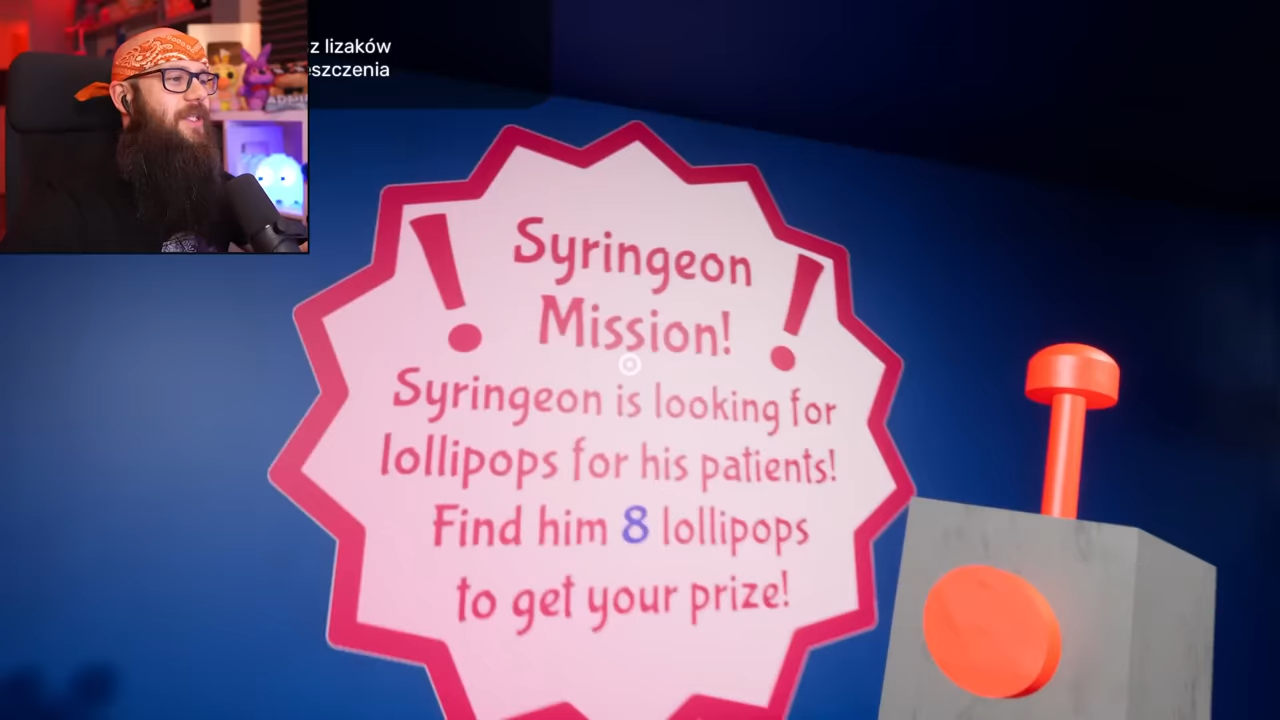 z lizaków
eszczenia
! Syringeon !
Mission!
Syringeon is looking for
lollipops for his patients!
Find him 8 lollipops
to get your prize!